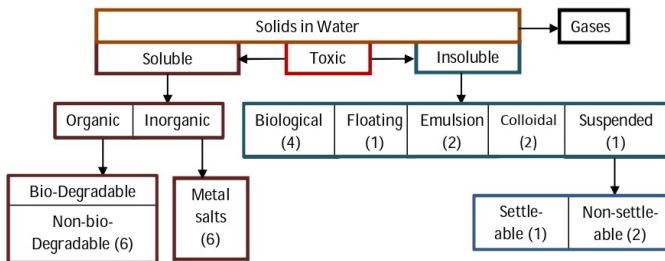 Solids in Water
Gases
Soluble
Toxic
Insoluble
Organic
Inorganic
Biological
(4)
Floating
(1)
Emulsion
(2)
Colloidal
(2)
Suspended
(1)
Bio-Degradable
Non-bio-
Degradable (6)
Metal
salts
(6)
Settle-
able (1)
Non-settle-
able (2)